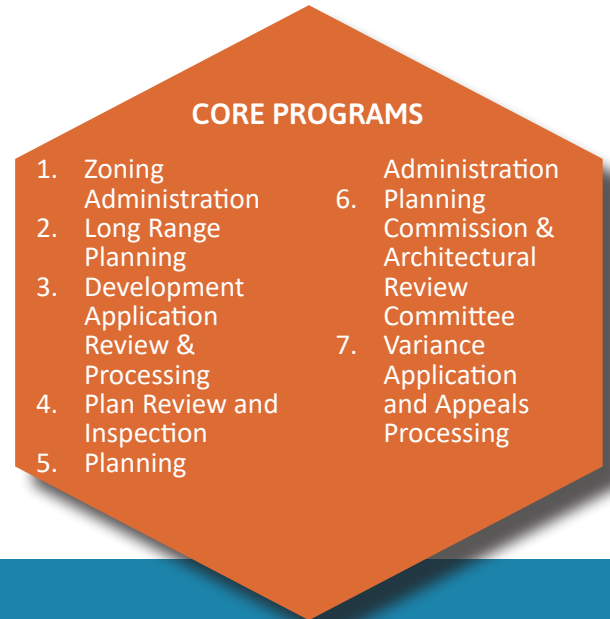 CORE PROGRAMS
1. Zoning
Administration
2. Long Range
Planning
3. Development
Application
Review &
Processing
4. Plan Review and
Inspection
5. Planning
Administration
6. Planning
Commission &
Architectural
Review
Committee
7. Variance
Application
and Appeals
Processing